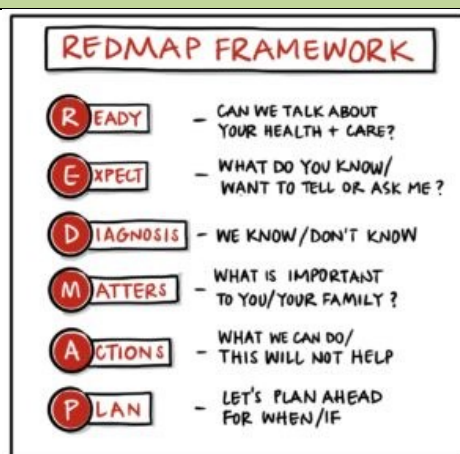 REDMAP FRAMEWORK
READY - CAN WE TALK ABOUT
YOUR HEALTH + CARE?
EXPECT - WHAT DO YOU KNOW/
WANT TO TELL OR ASK ME?
DIAGNOSIS - WE KNOW/DON'T KNOW
MATTERS - WHAT IS IMPORTANT
TO YOU/YOUR FAMILY?
ACTIONS - WHAT WE CAN DO/
THIS WILL NOT HELP
PLAN - LET'S PLAN AHEAD
FOR WHEN/IF